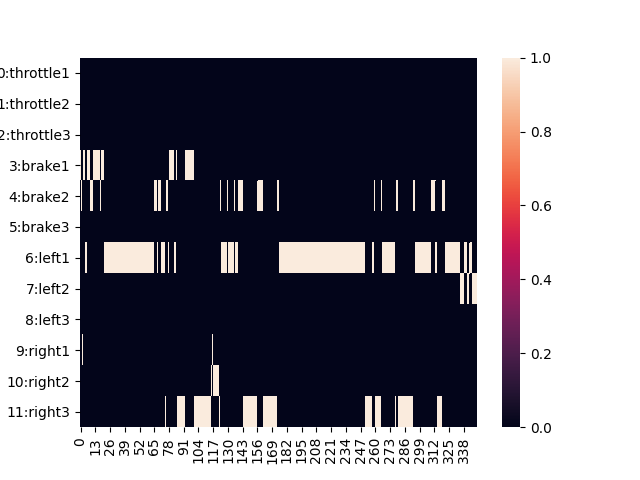 0:throttle1
1:throttle2
2:throttle3
3:brake1
4:brake2
5:brake3
6:left1
7:left2
8:left3
9:right1
10:right2
11:right3
0 13 26 39 52 65 78 91 104 117 130 143 156 169 182 195 208 221 234 247 260 273 286 299 312 325 338
1.0
0.8
0.6
0.4
0.2
0.0